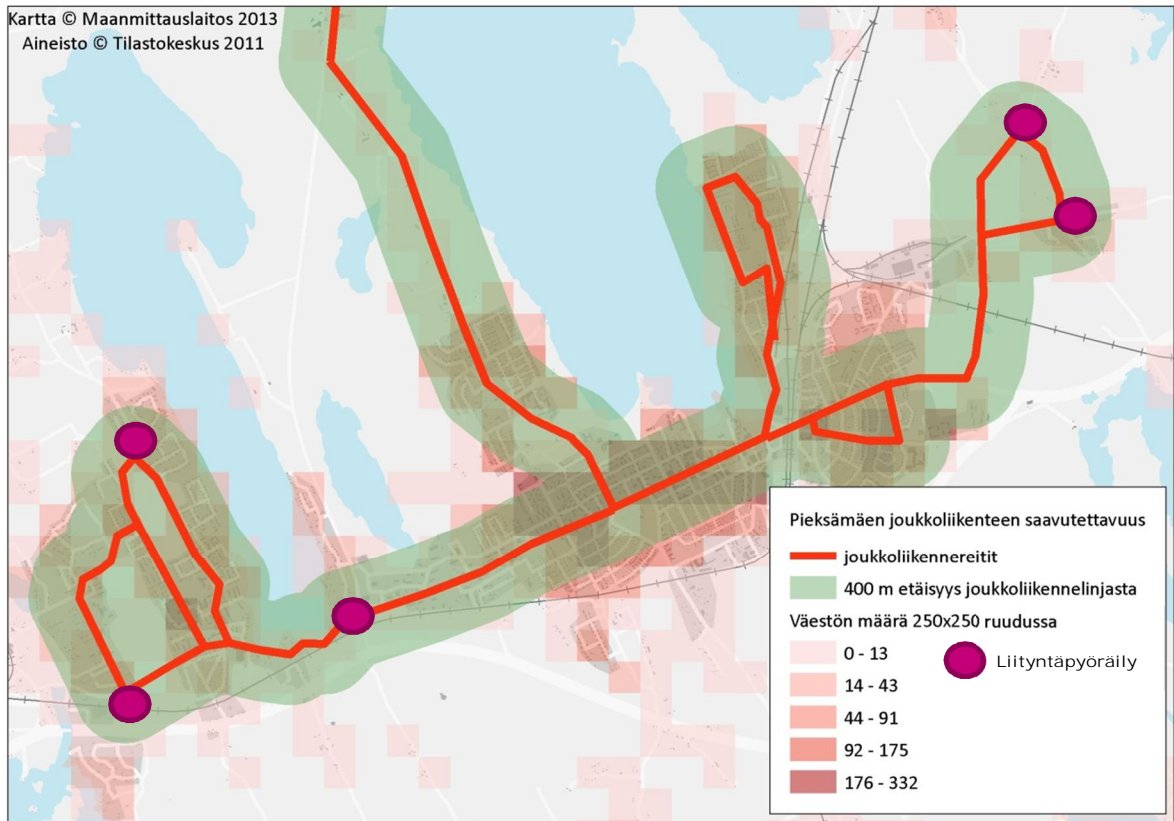 Kartta © Maanmittauslaitos 2013
Aineisto © Tilastokeskus 2011
Pieksämäen joukkoliikenteen saavutettavuus
joukkoliikennereitit
400 m etäisyys joukkoliikennelinjasta
Väestön määrä 250x250 ruudussa
0 - 13
14 - 43
44 - 91
92 - 175
176 - 332
Liityntäpyöräily